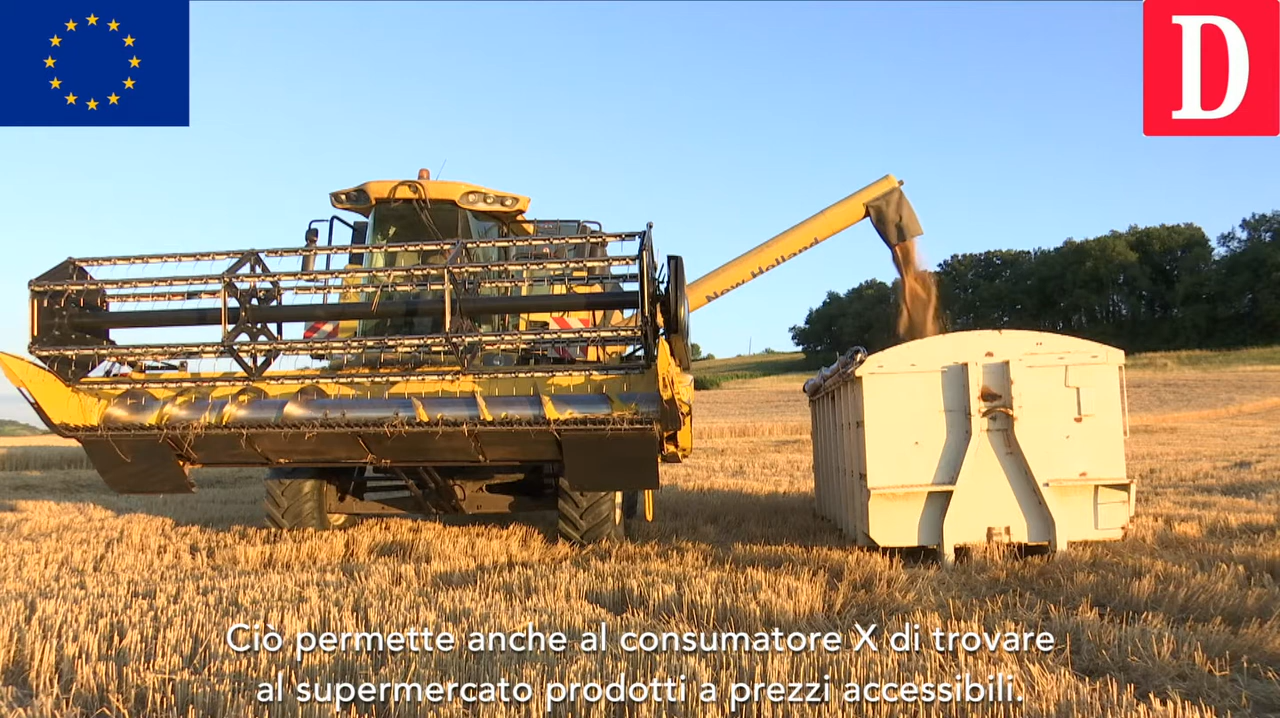 D
New Holland
Ciò permette anche al consumatore X di trovare
al supermercato prodotti a prezzi accessibili.